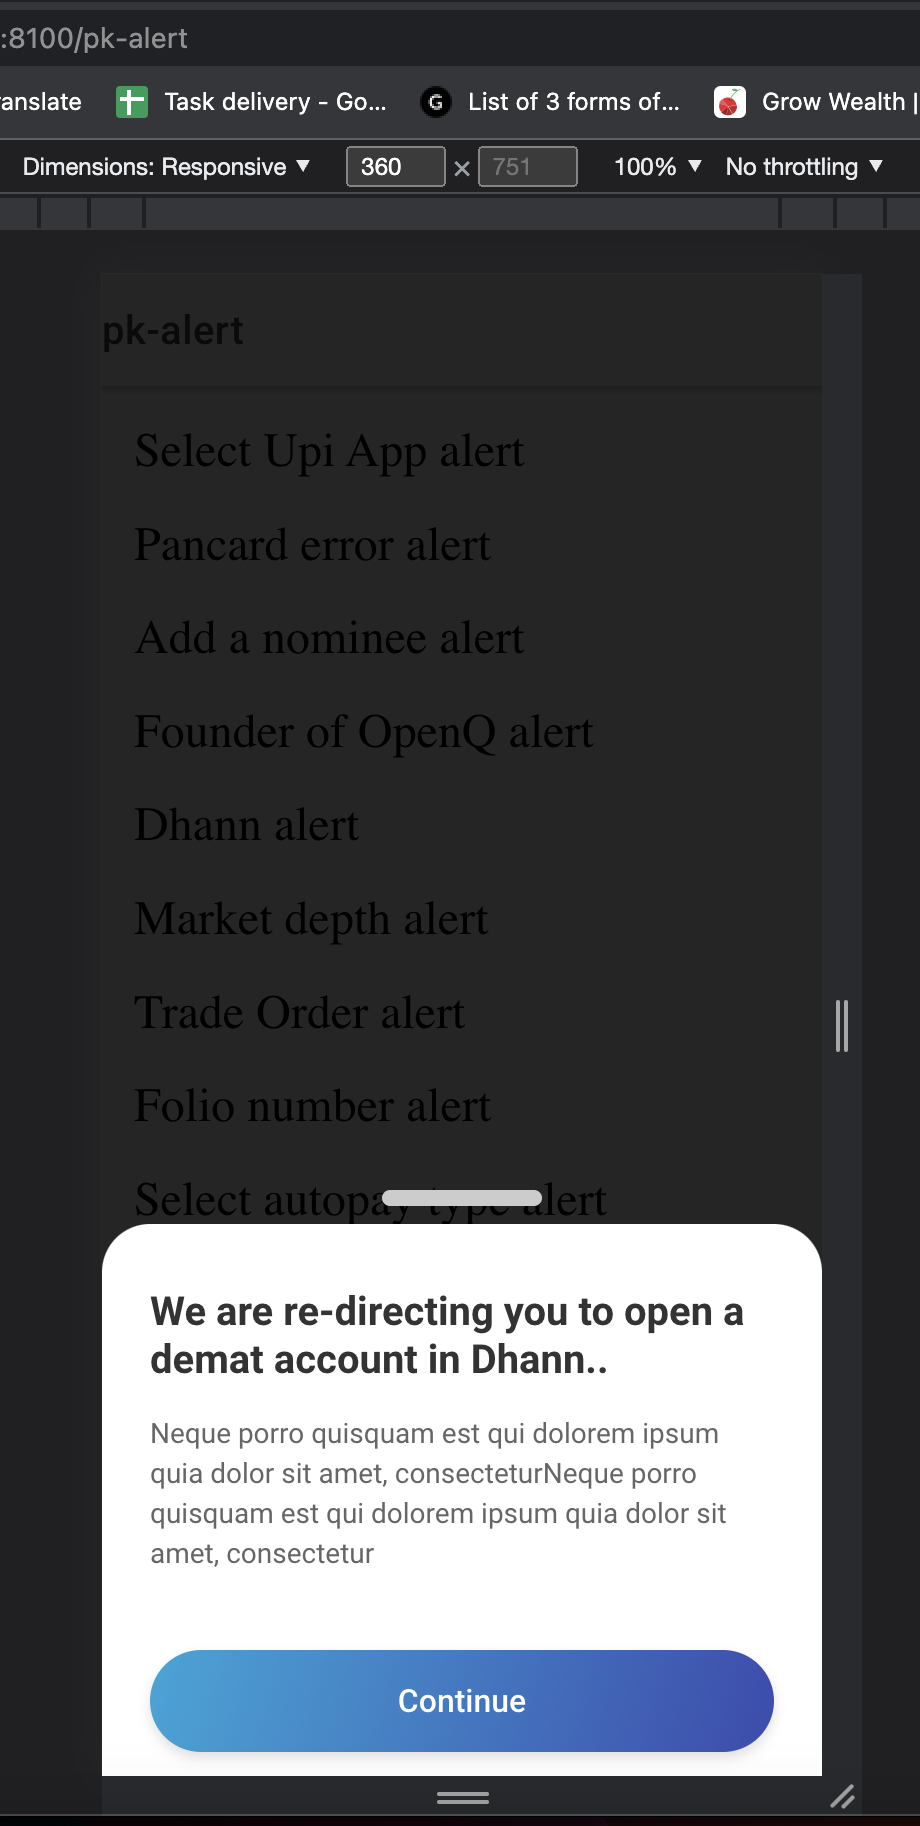 :8100/pk-alert
ranslate Task delivery - Go... G List of 3 forms of... Grow Wealth |
Dimensions: Responsive ▼ 360 × 751 100% ▼ No throttling ▼
pk-alert
Select Upi App alert
Pancard error alert
Add a nominee alert
Founder of OpenQ alert
Dhann alert
Market depth alert
Trade Order alert
Folio number alert
Select autopay type alert
We are re-directing you to open a
demat account in Dhann..
Neque porro quisquam est qui dolorem ipsum
quia dolor sit amet, consecteturNeque porro
quisquam est qui dolorem ipsum quia dolor sit
amet, consectetur
Continue